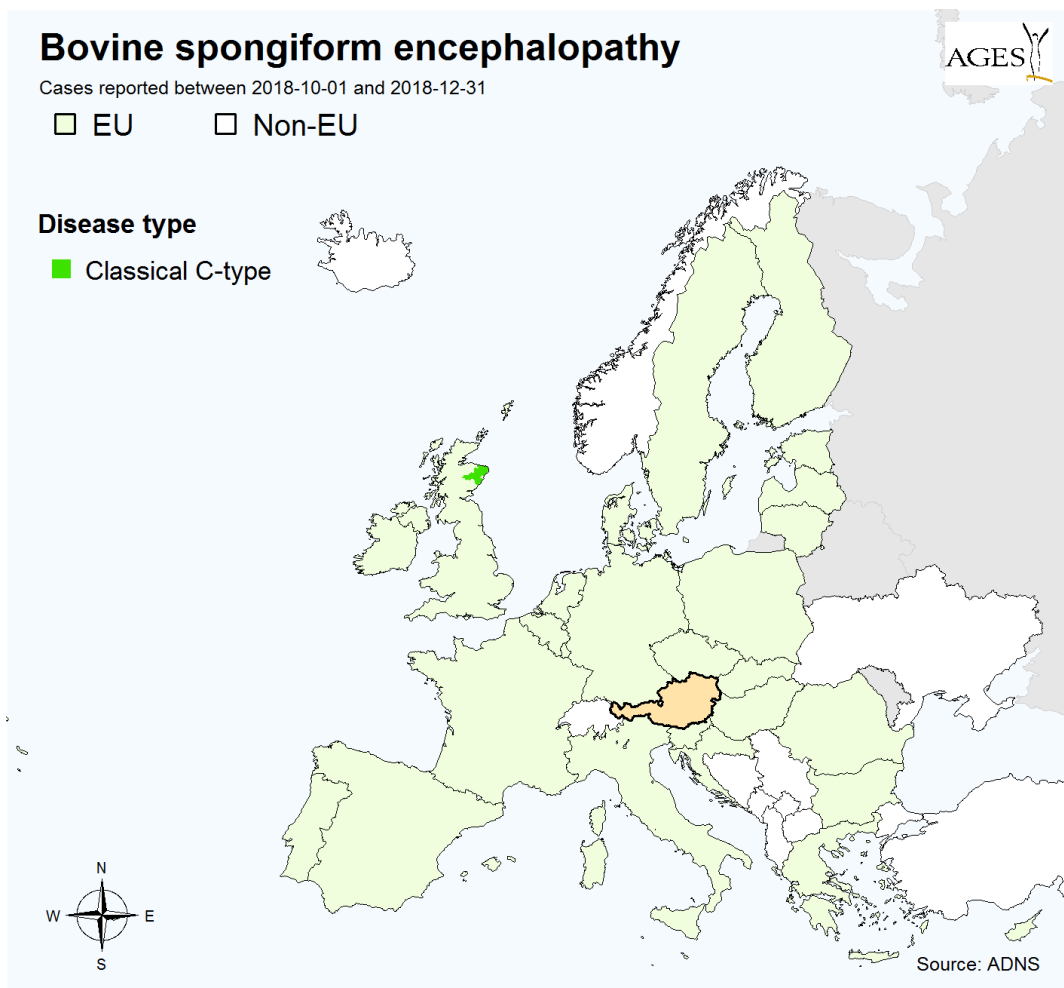 Bovine spongiform encephalopathy
Cases reported between 2018-10-01 and 2018-12-31
EU Non-EU
AGES
Disease type
Classical C-type
N
W E
S
Source: ADNS